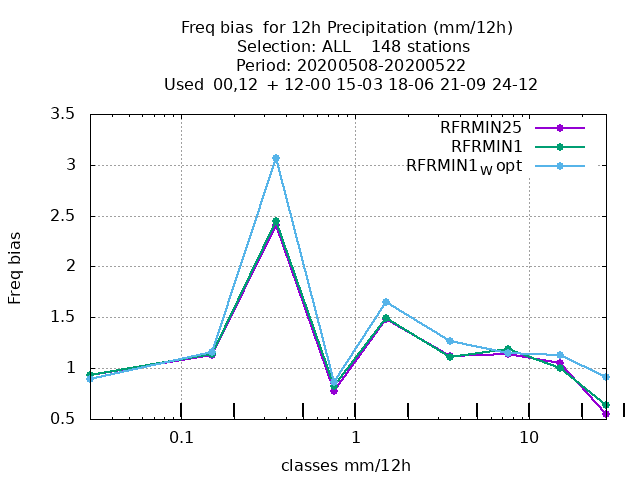 Freq bias  for 12h Precipitation (mm/12h)
Selection: ALL    148 stations
Period: 20200508-20200522
Used  00,12  + 12-00 15-03 18-06 21-09 24-12
RFRMIN25
RFRMIN1
RFRMIN1W opt
Freq bias
3.5
3
2.5
2
1.5
1
0.5
0.1
1
10
classes mm/12h